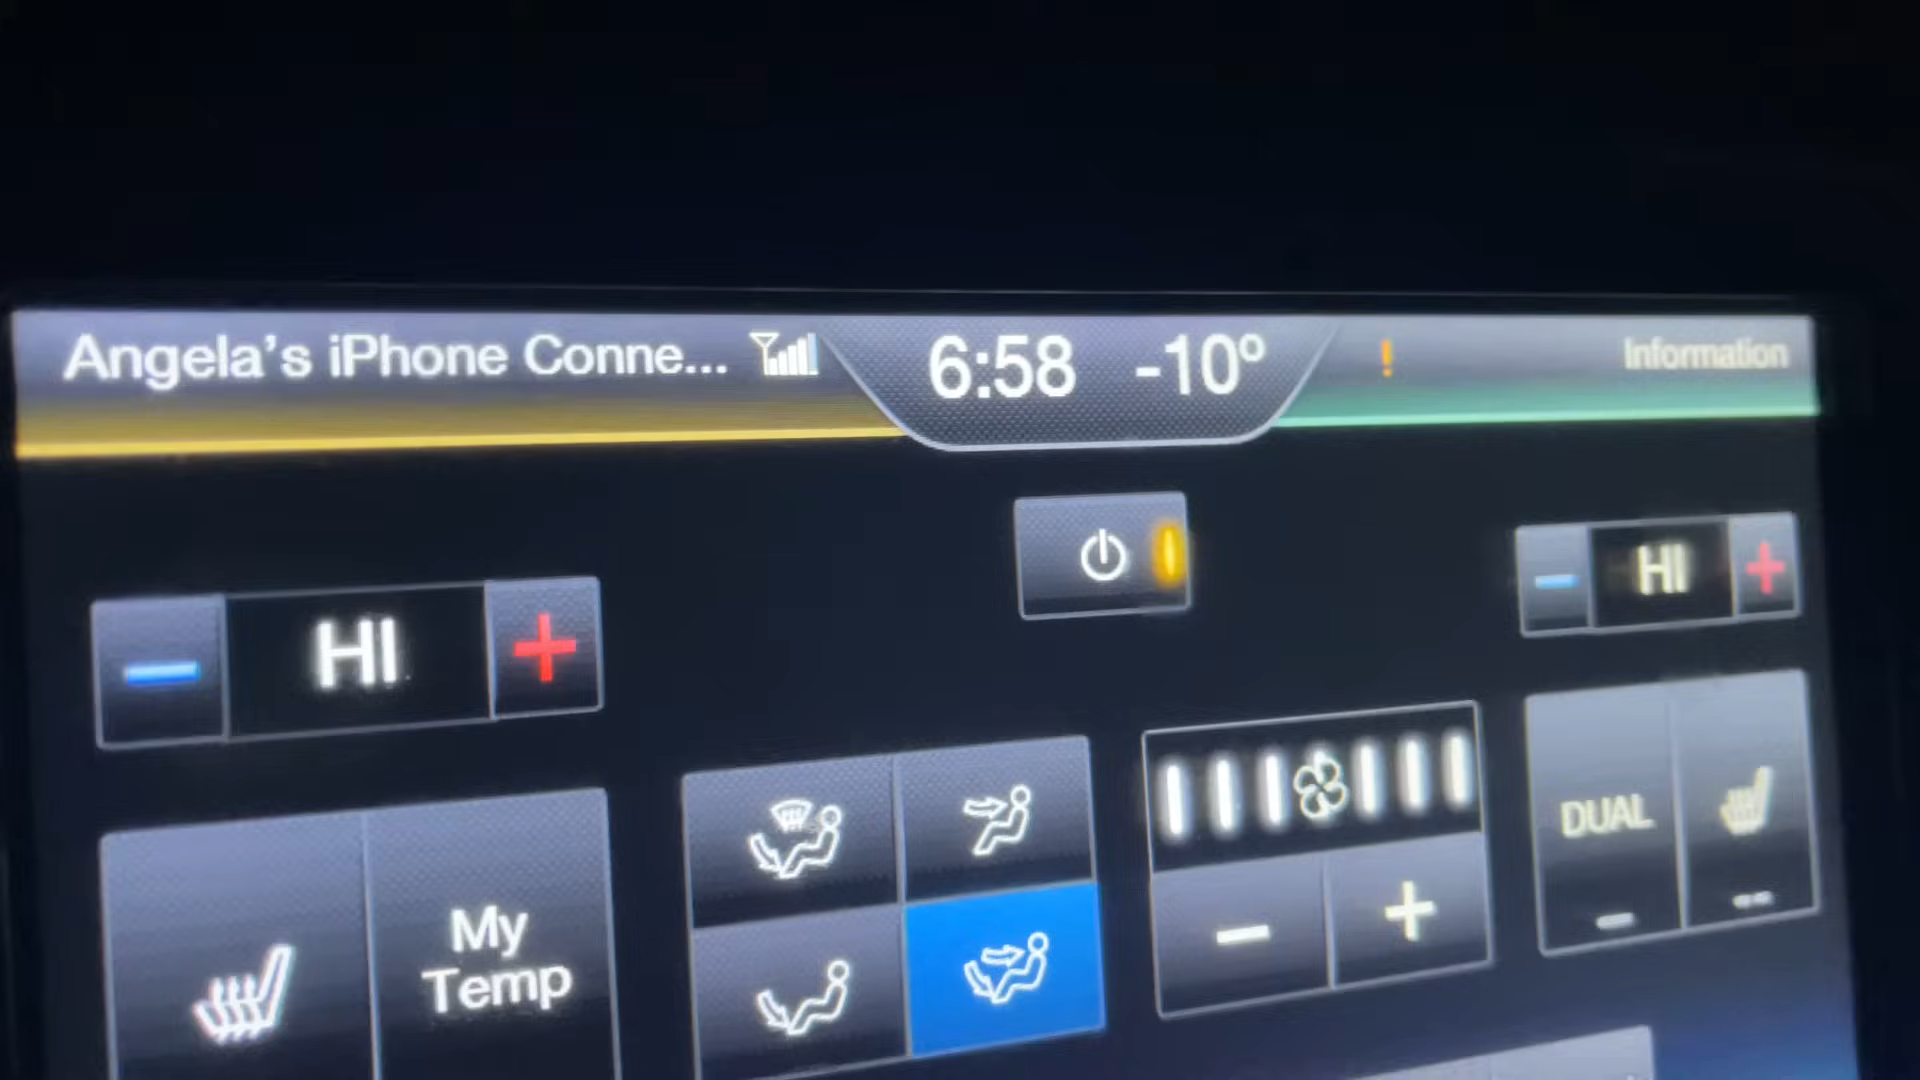 Angela's iPhone Conne...
6:58 -10°
! Information
HI
HI
My
Temp
DUAL